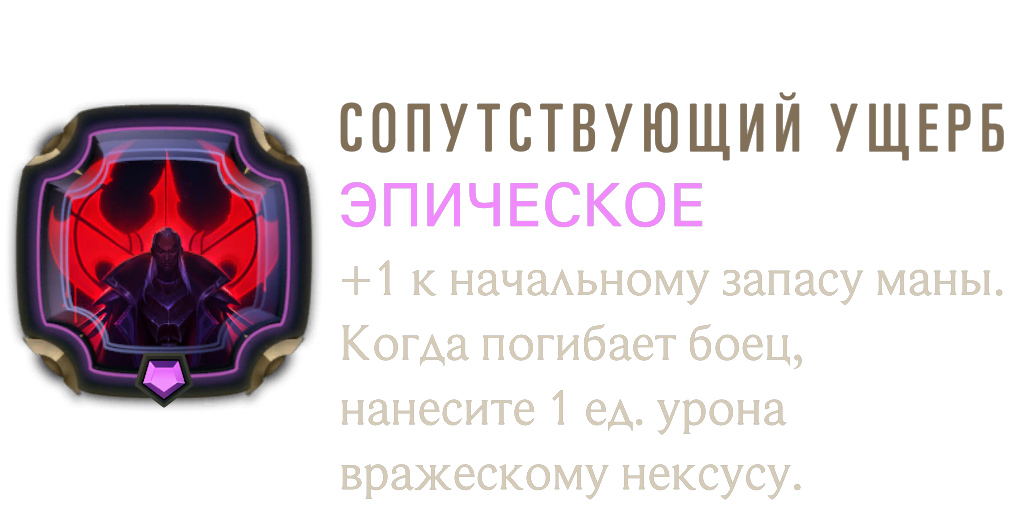 СОПУТСТВУЮЩИЙ УЩЕРБ
ЭПИЧЕСКОЕ
+1 к начальному запасу маны.
Когда погибает боец,
нанесите 1 ед. урона
вражескому нексусу.